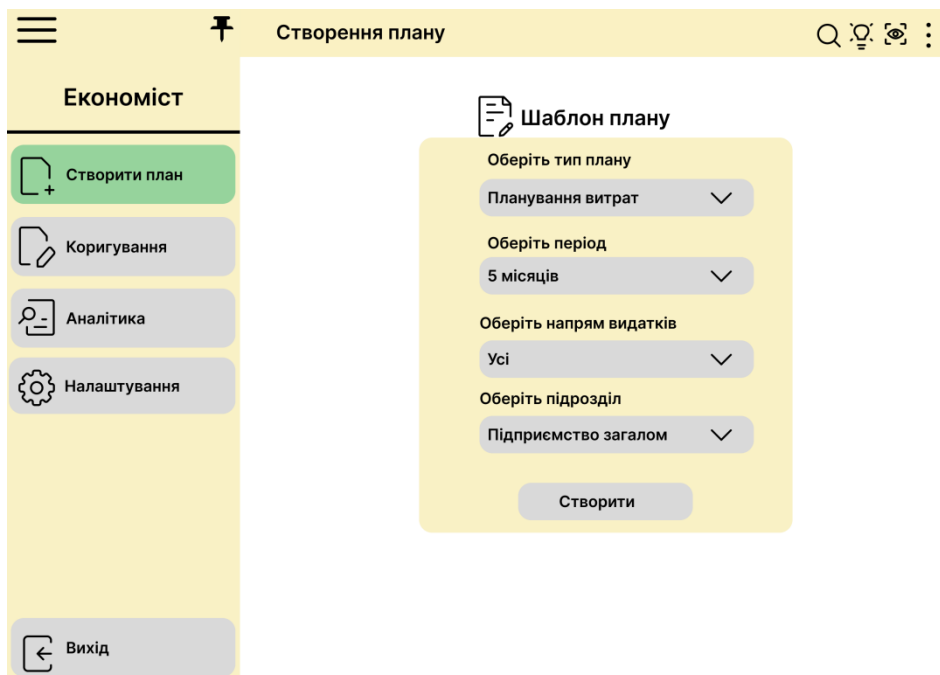 Створення плану
Економіст
Створити план
Коригування
Аналітика
Налаштування
Вихід
Шаблон плану
Оберіть тип плану
Планування витрат
Оберіть період
5 місяців
Оберіть напрям видатків
Усі
Оберіть підрозділ
Підприємство загалом
Створити